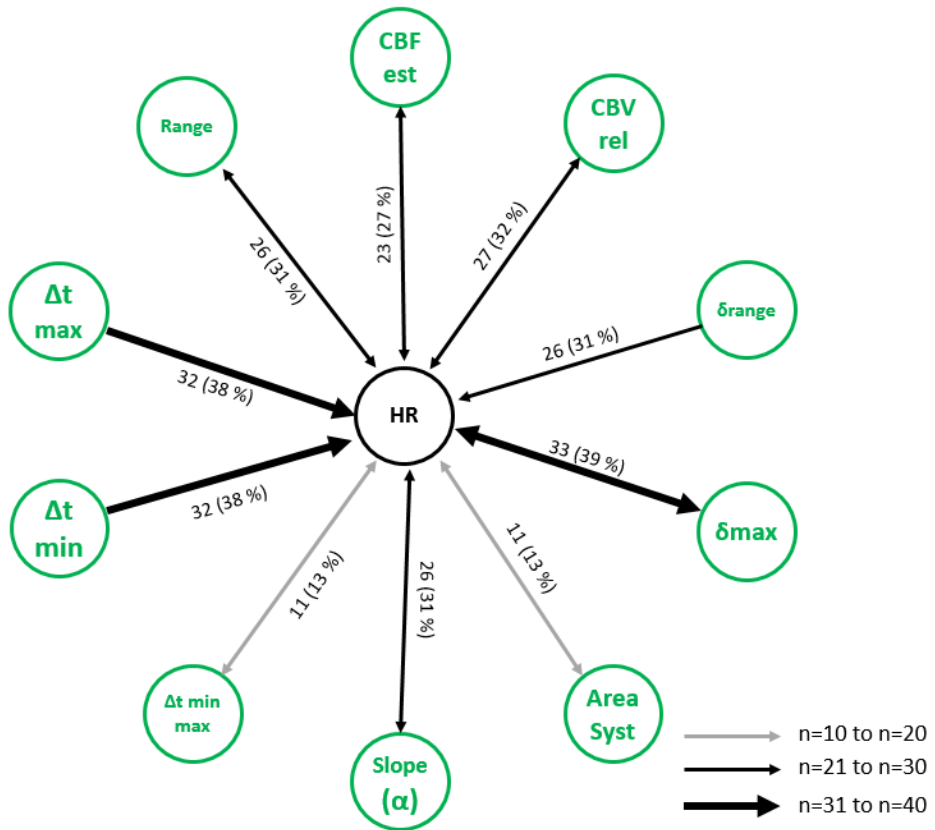 CBF
est
CBV
rel
Range
23 (27 %)
26 (31 %)
27 (32 %)
Δt
max
δrange
26 (31 %)
32 (38 %)
HR
33 (39 %)
Δt
min
32 (38 %)
δmax
11 (13 %)
26 (31 %)
11 (13 %)
Δt min
max
Area
Syst
Slope
(α)
n=10 to n=20
n=21 to n=30
n=31 to n=40